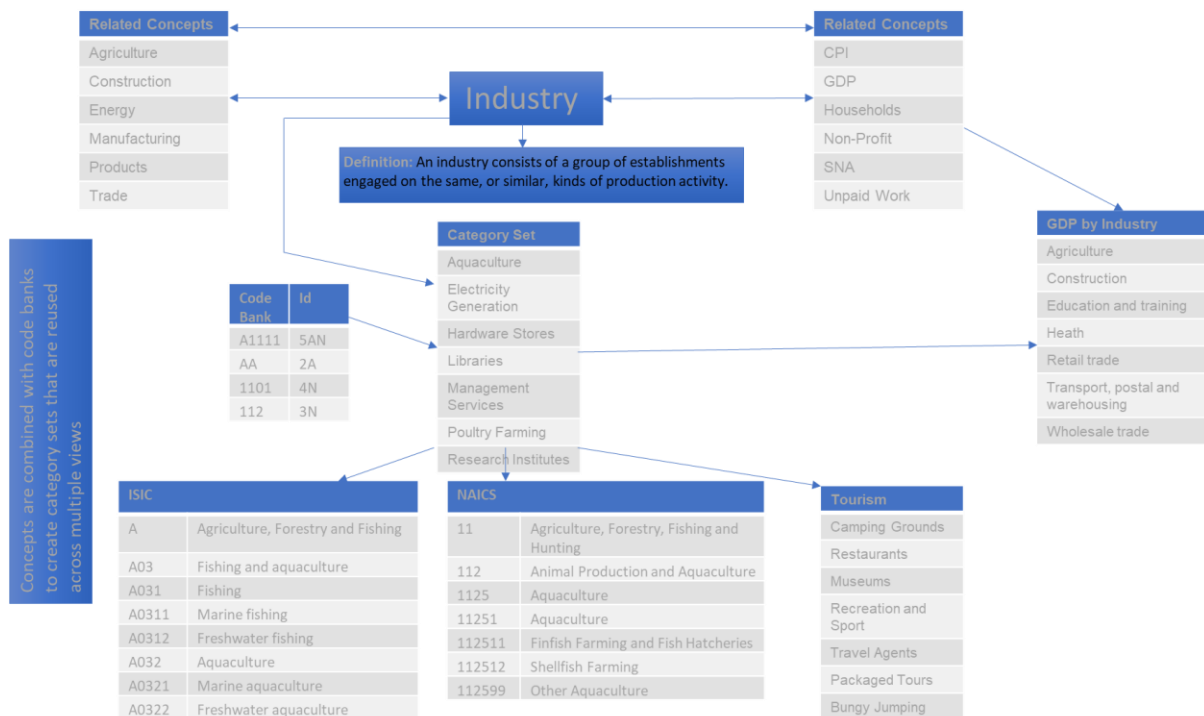 Related Concepts
Agriculture
Construction
Energy
Manufacturing
Products
Trade
Industry
Definition: An industry consists of a group of establishments
engaged on the same, or similar, kinds of production activity.
Related Concepts
CPI
GDP
Households
Non-Profit
SNA
Unpaid Work
GDP by Industry
Agriculture
Construction
Education and training
Heath
Retail trade
Transport, postal and
warehousing
Wholesale trade
Concepts are combined with code banks
to create category sets that are reused
across multiple views
Code Id
Bank
A1111 5AN
AA 2A
1101 4N
112 3N
Category Set
Aquaculture
Electricity
Generation
Hardware Stores
Libraries
Management
Services
Poultry Farming
Research Institutes
ISIC
A Agriculture, Forestry and Fishing
A03 Fishing and aquaculture
A031 Fishing
A0311 Marine fishing
A0312 Freshwater fishing
A032 Aquaculture
A0321 Marine aquaculture
A0322 Freshwater aquaculture
NAICS
11 Agriculture, Forestry, Fishing and
Hunting
112 Animal Production and Aquaculture
1125 Aquaculture
11251 Aquaculture
112511 Finfish Farming and Fish Hatcheries
112512 Shellfish Farming
112599 Other Aquaculture
Tourism
Camping Grounds
Restaurants
Museums
Recreation and
Sport
Travel Agents
Packaged Tours
Bungy Jumping